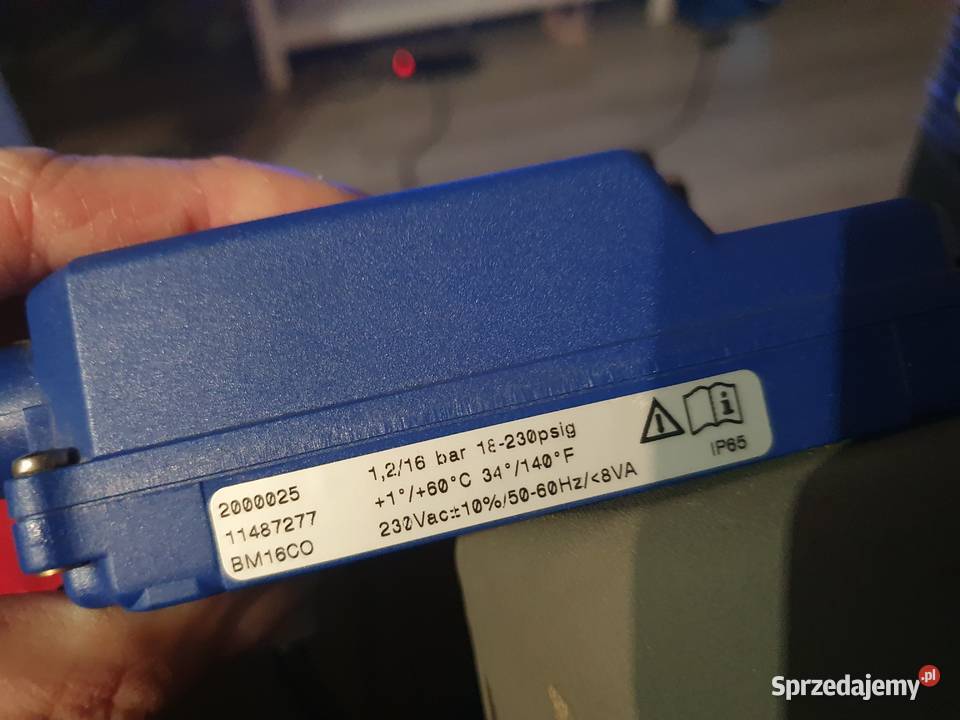 2000025
11487277
BM16CO
1,2/16 bar 18-230psig
+1°/+60°C 34°/140°F
230Vac±10%/50-60Hz/<8VA
i
IP65
Sprzedajemy.pl